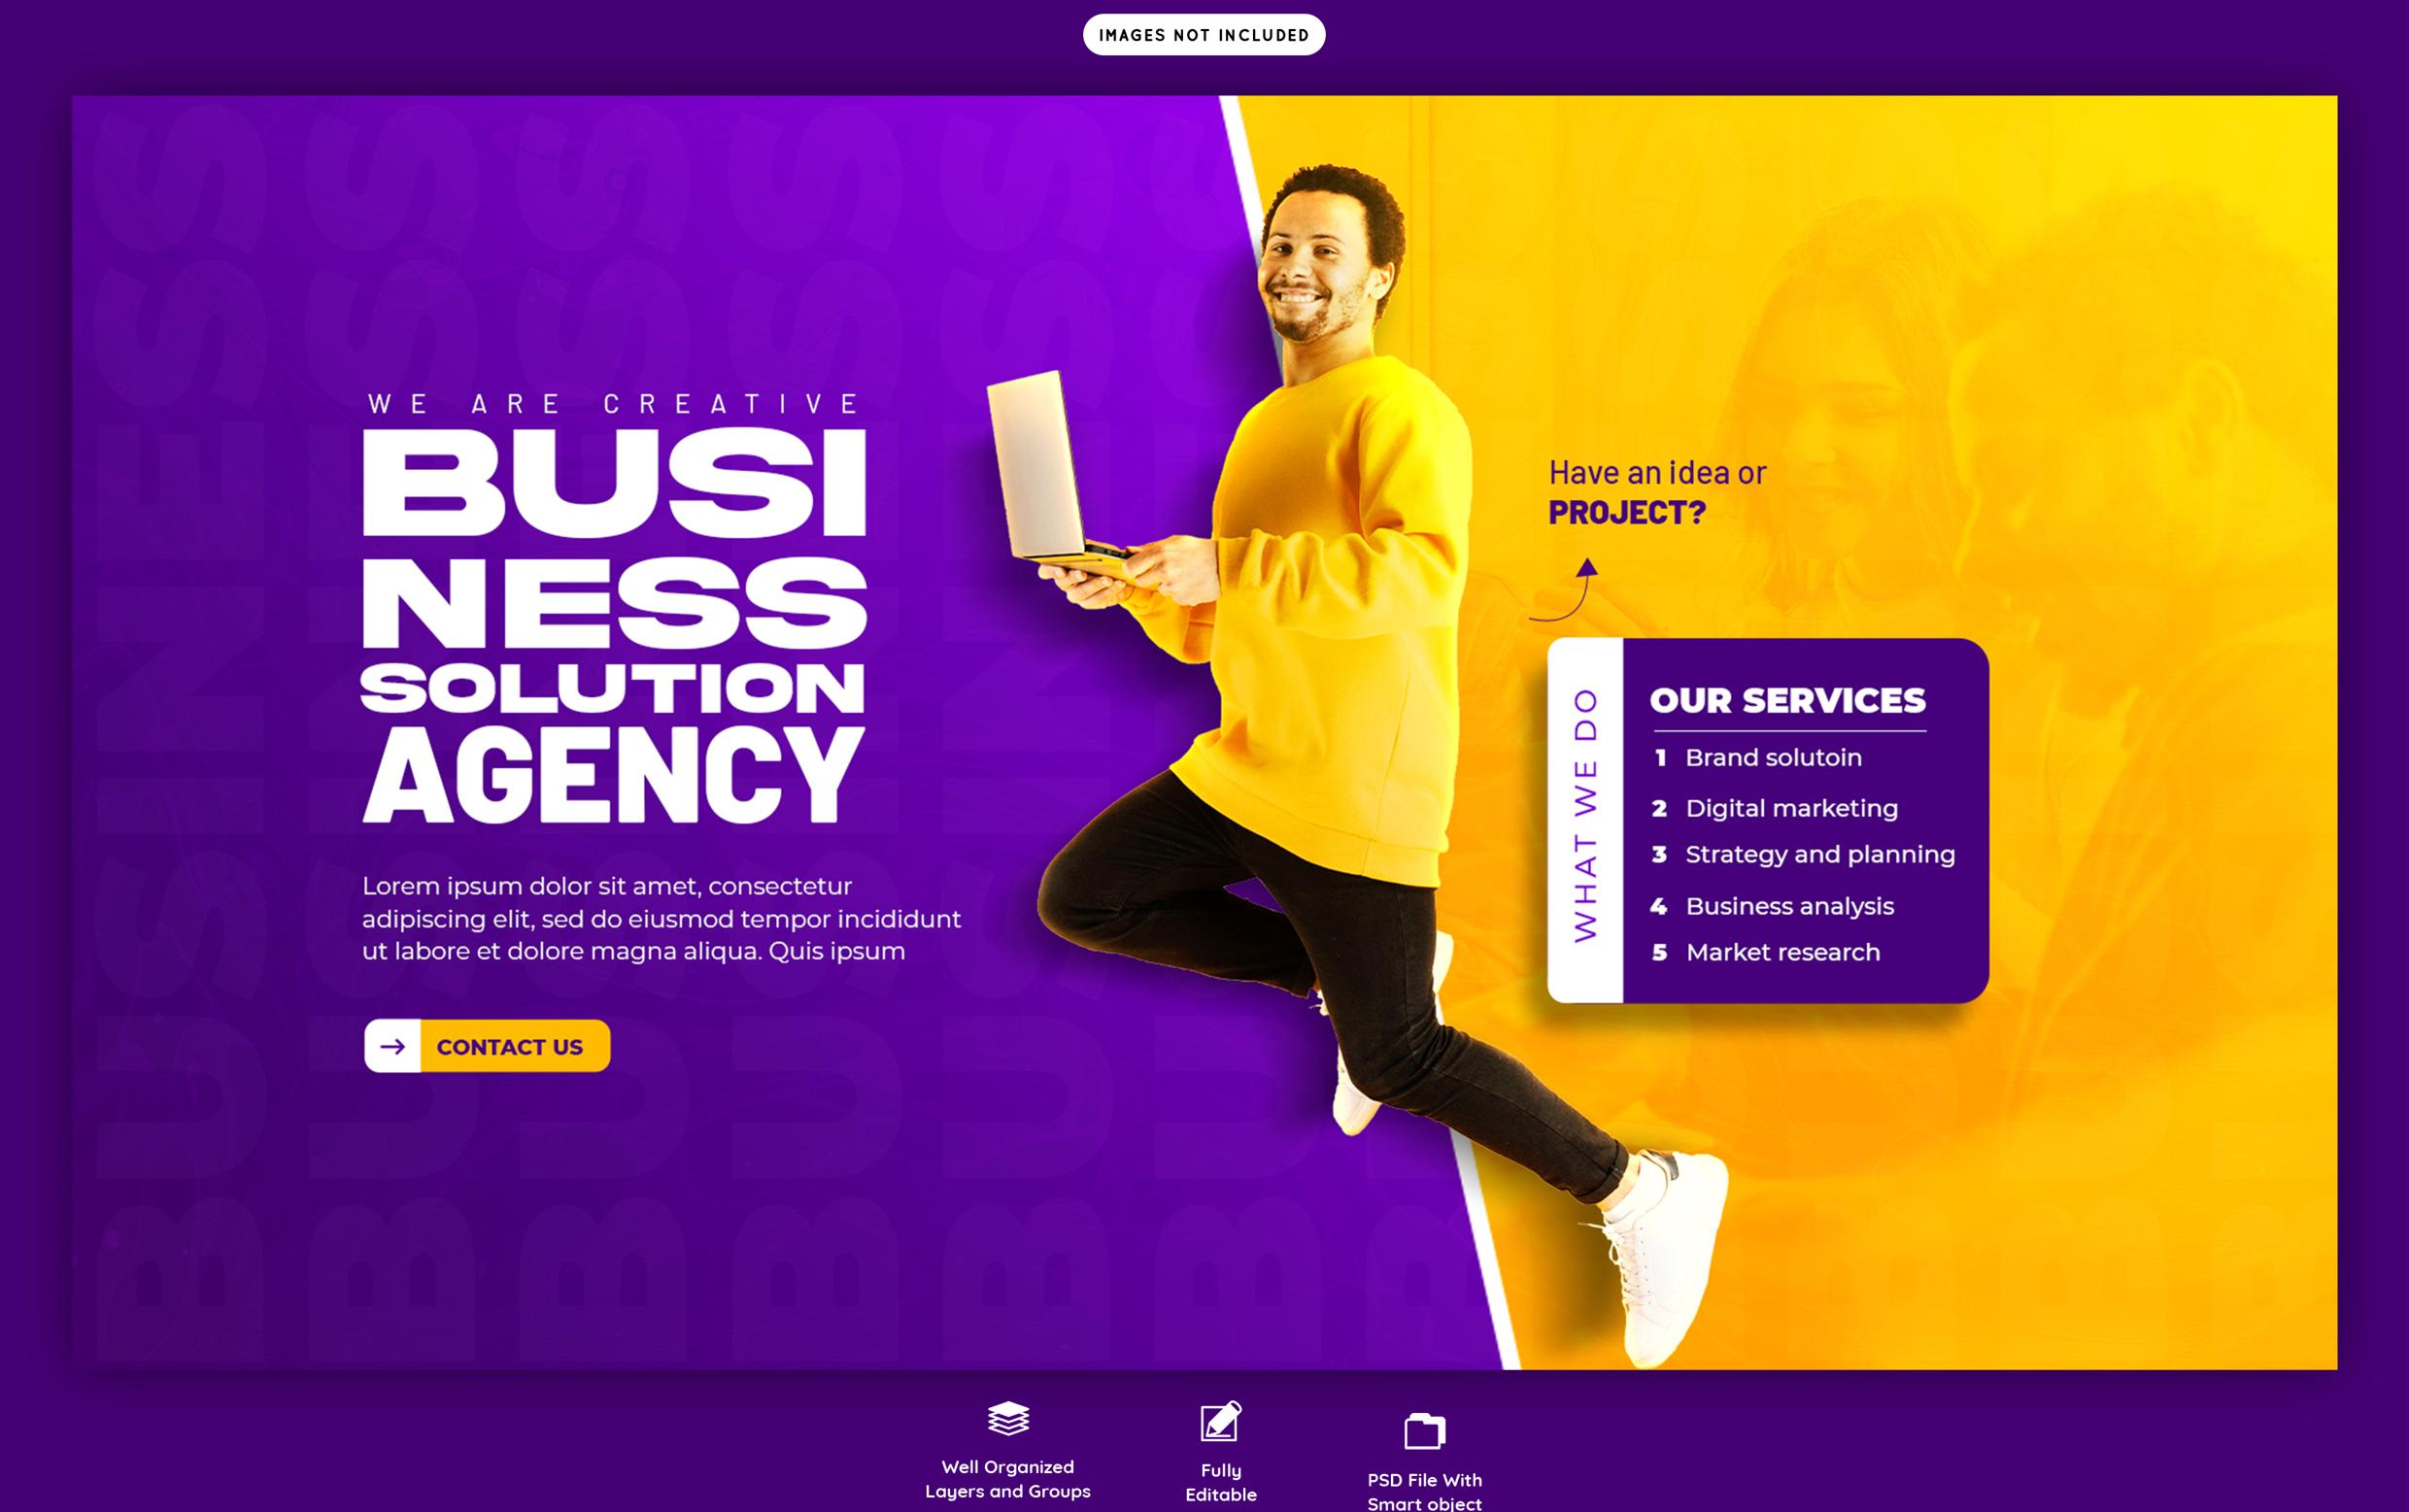 IMAGES NOT INCLUDED
WE ARE CREATIVE
BUSI
NESS
SOLUTION
AGENCY
Lorem ipsum dolor sit amet, consectetur
adipiscing elit, sed do eiusmod tempor incididunt
ut labore et dolore magna aliqua. Quis ipsum
→ CONTACT US
Have an idea or
PROJECT?
WHAT WE DO
OUR SERVICES
1 Brand solutoin
2 Digital marketing
3 Strategy and planning
4 Business analysis
5 Market research
Well Organized
Layers and Groups
Fully
Editable
PSD File With
Smart object